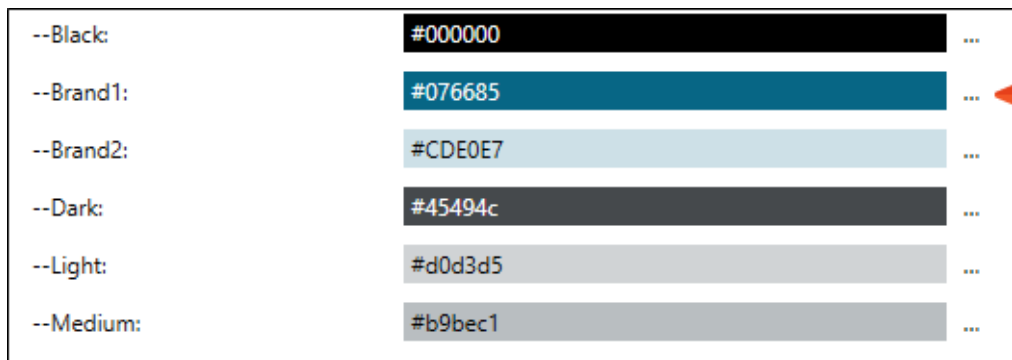 --Black: #000000 ...
--Brand1: #076685 ...
--Brand2: #CDE0E7 ...
--Dark: #45494c ...
--Light: #d0d3d5 ...
--Medium: #b9bec1 ...